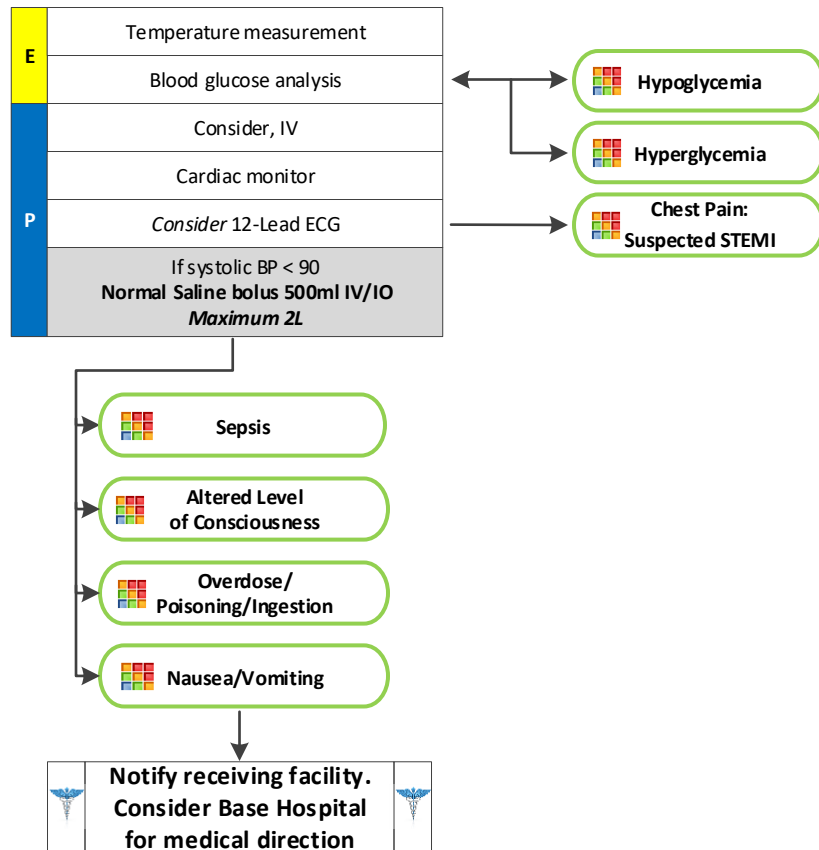 E
Temperature measurement
Blood glucose analysis
Hypoglycemia
Hyperglycemia
P
Consider, IV
Cardiac monitor
Consider 12-Lead ECG
Chest Pain:
Suspected STEMI
If systolic BP < 90
Normal Saline bolus 500ml IV/IO
Maximum 2L
Sepsis
Altered Level
of Consciousness
Overdose/
Poisoning/Ingestion
Nausea/Vomiting
Notify receiving facility.
Consider Base Hospital
for medical direction